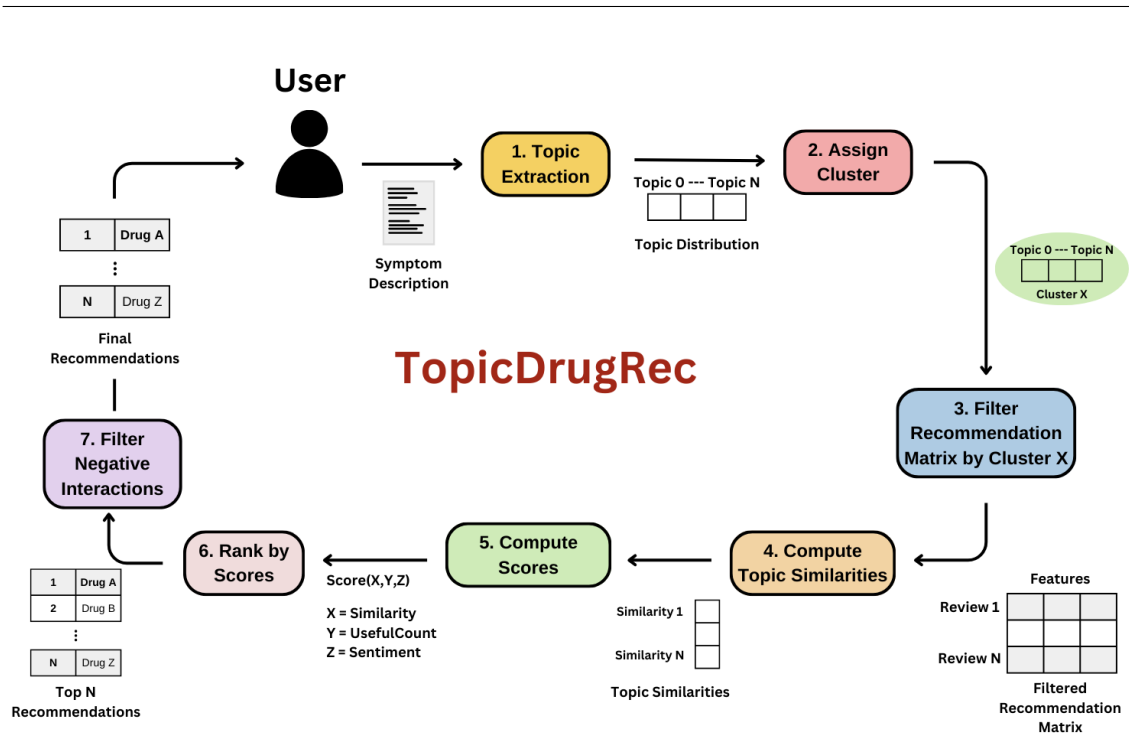 User
1. Topic
Extraction
2. Assign
Cluster
Topic 0 --- Topic N
Topic Distribution
Symptom
Description
Topic 0 --- Topic N
Cluster X
1
Drug A
⋮
N
Drug Z
Final
Recommendations
TopicDrugRec
3. Filter
Recommendation
Matrix by Cluster X
7. Filter
Negative
Interactions
6. Rank by
Scores
Score(X,Y,Z)
X = Similarity
Y = UsefulCount
Z = Sentiment
5. Compute
Scores
4. Compute
Topic Similarities
Similarity 1
Similarity N
Topic Similarities
Features
Review 1
Review N
Filtered
Recommendation
Matrix
1
Drug A
2
Drug B
⋮
N
Drug Z
Top N
Recommendations